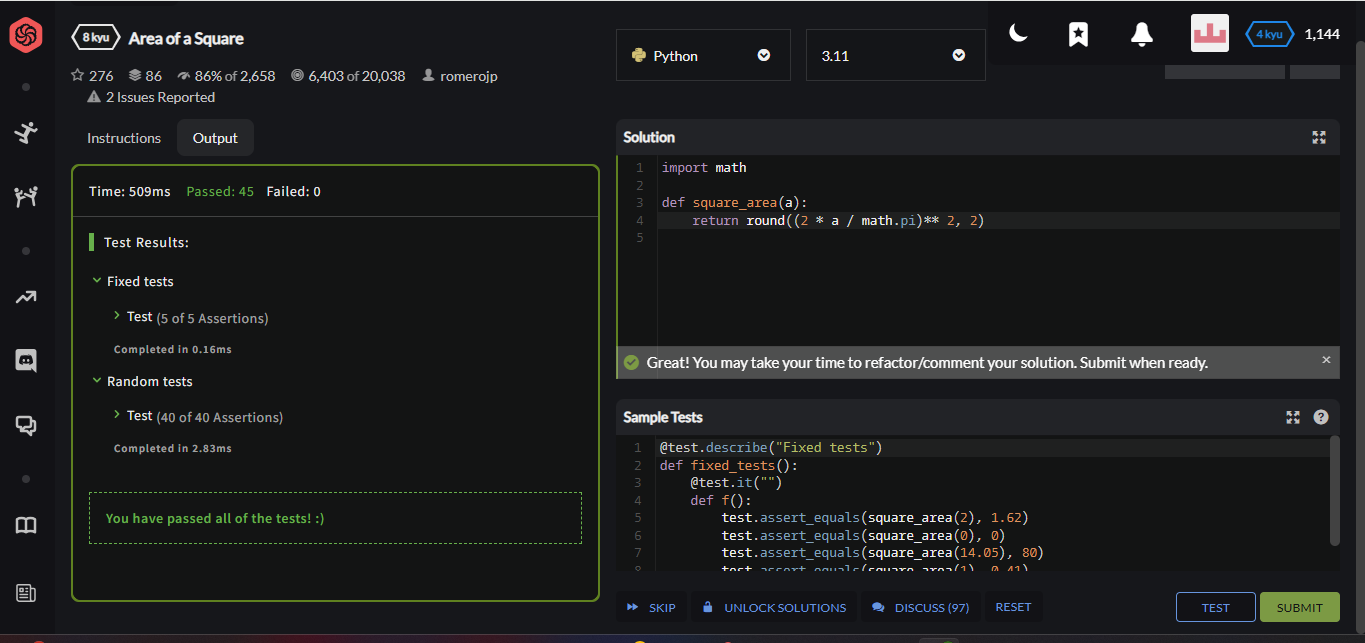 8 kyu Area of a Square
276 86 86% of 2,658 6,403 of 20,038 romerojp
2 Issues Reported
Python
3.11
4 kyu 1,144
Instructions Output
Time: 509ms Passed: 45 Failed: 0
Test Results:
Fixed tests
Test (5 of 5 Assertions)
Completed in 0.16ms
Random tests
Test (40 of 40 Assertions)
Completed in 2.83ms
You have passed all of the tests! :)
Solution
1 import math
2
3 def square_area(a):
4 return round((2 * a / math.pi)** 2, 2)
5
Great! You may take your time to refactor/comment your solution. Submit when ready.
Sample Tests
1 @test.describe("Fixed tests")
2 def fixed_tests():
3 @test.it("")
4 def f():
5 test.assert_equals(square_area(2), 1.62)
6 test.assert_equals(square_area(0), 0)
7 test.assert_equals(square_area(14.05), 80)
8 test.assert_equals(square_area(1), 0.41)
SKIP UNLOCK SOLUTIONS DISCUSS (97) RESET TEST SUBMIT